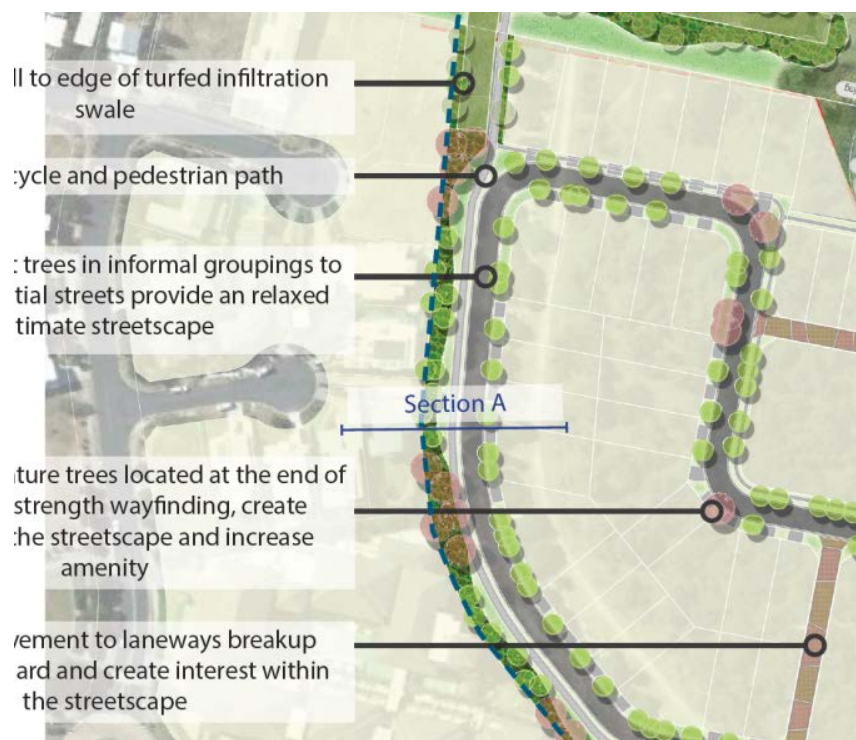 ll to edge of turfed infiltration
swale
cycle and pedestrian path
t trees in informal groupings to
tial streets provide an relaxed
timate streetscape
Section A
ature trees located at the end of
strength wayfinding, create
the streetscape and increase
amenity
vement to laneways breakup
ard and create interest within
the streetscape